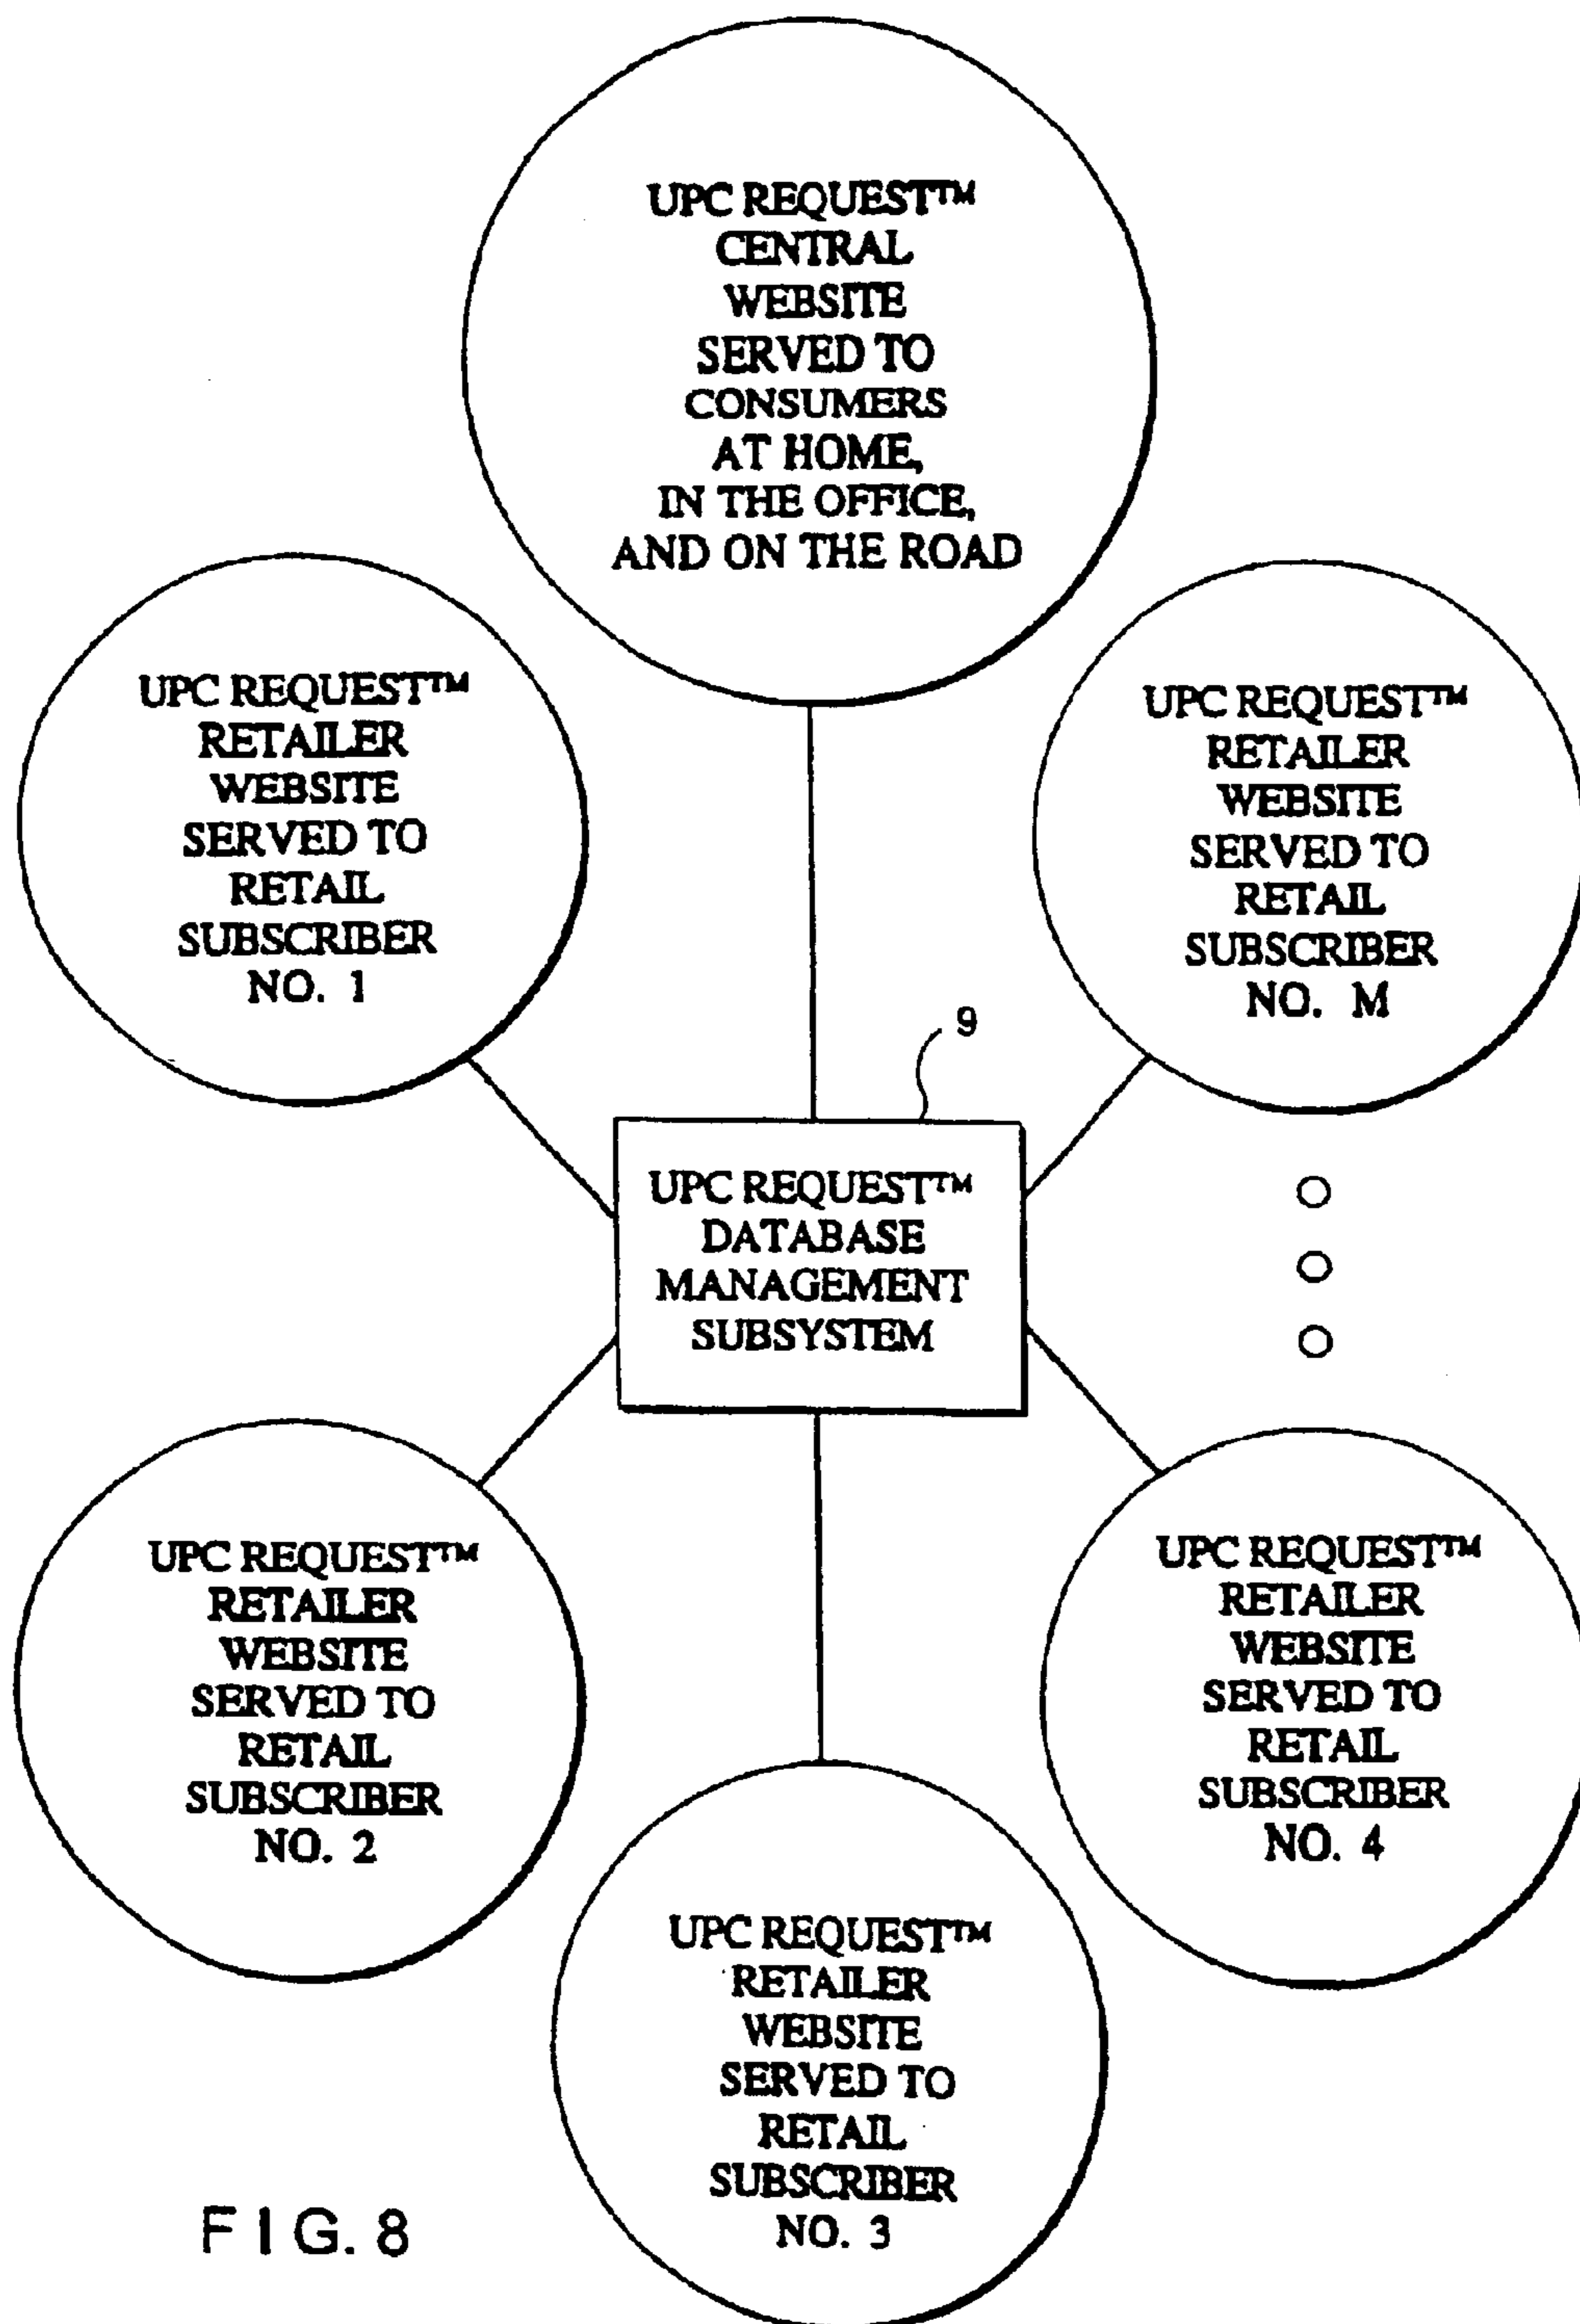 UPC REQUEST™
CENTRAL
WEBSITE
SERVED TO
CONSUMERS
AT HOME,
IN THE OFFICE,
AND ON THE ROAD
UPC REQUEST™
RETAILER
WEBSITE
SERVED TO
RETAIL
SUBSCRIBER
NO. 1
UPC REQUEST™
RETAILER
WEBSITE
SERVED TO
RETAIL
SUBSCRIBER
NO. M
9
UPC REQUEST™
DATABASE
MANAGEMENT
SUBSYSTEM
UPC REQUEST™
RETAILER
WEBSITE
SERVED TO
RETAIL
SUBSCRIBER
NO. 2
UPC REQUEST™
RETAILER
WEBSITE
SERVED TO
RETAIL
SUBSCRIBER
NO. 4
UPC REQUEST™
RETAILER
WEBSITE
SERVED TO
RETAIL
SUBSCRIBER
NO. 3
FIG. 8